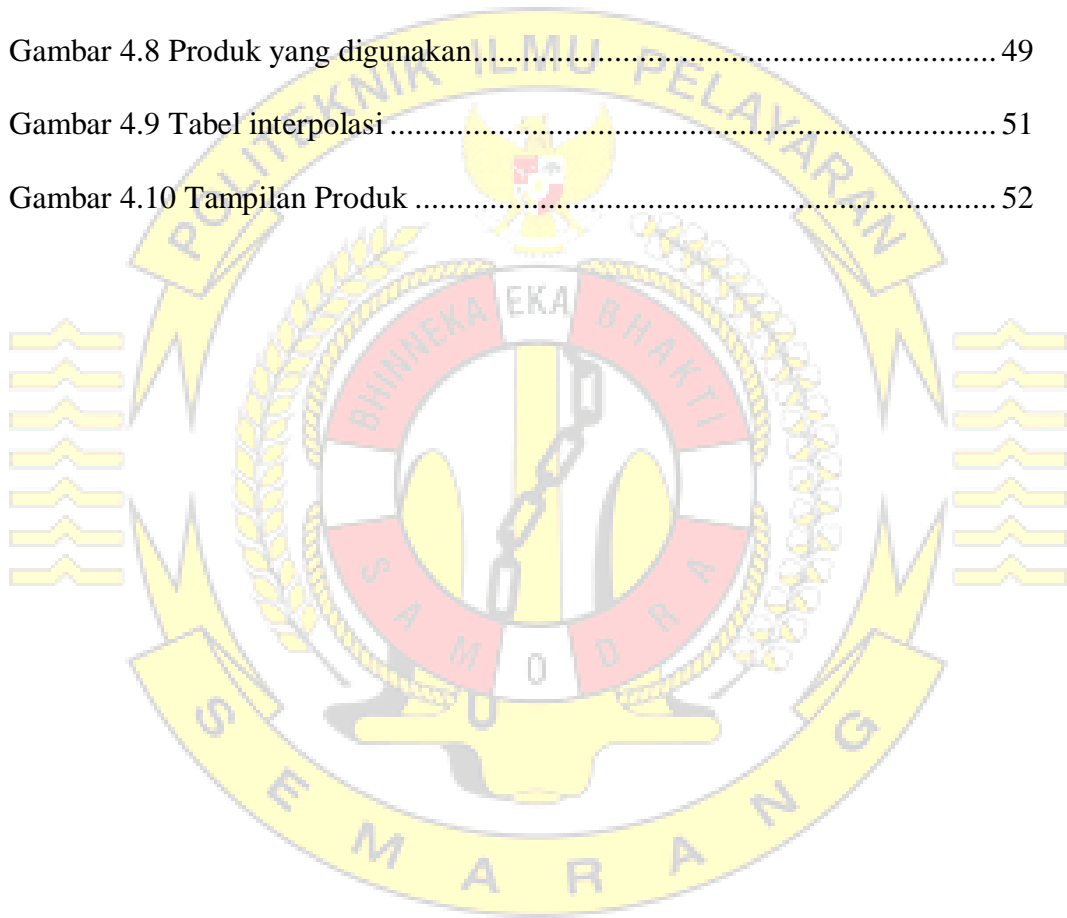 Gambar 4.8 Produk yang digunakan................................................................ 49
Gambar 4.9 Tabel interpolasi .......................................................................... 51
Gambar 4.10 Tampilan Produk ....................................................................... 52
POLITEKNIK ILMU PELAYARAN
BHINNEKA EKA BHAKTI
SAMODRA
SEMARANG